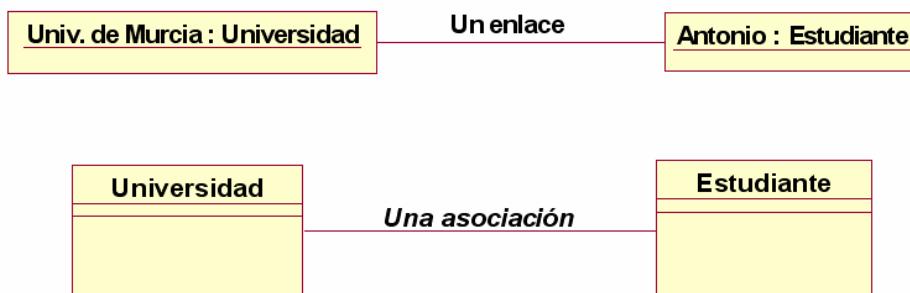 Univ. de Murcia : Universidad
Un enlace
Antonio : Estudiante
Universidad
Una asociación
Estudiante